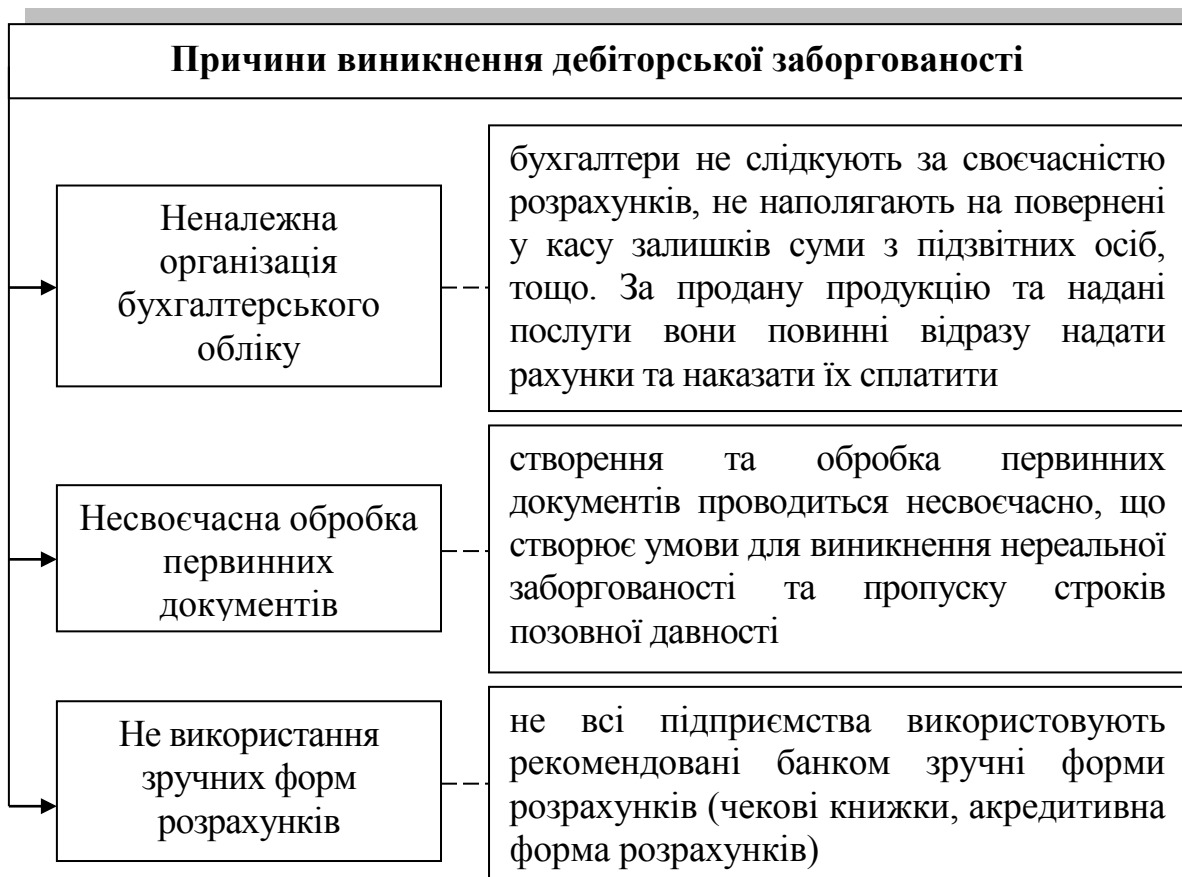 Причини виникнення дебіторської заборгованості
Неналежна
організація
бухгалтерського
обліку
бухгалтери не слідкують за своєчасністю
розрахунків, не наполягають на повернені
у касу залишків суми з підзвітних осіб,
тощо. За продану продукцію та надані
послуги вони повинні відразу надати
рахунки та наказати їх сплатити
Несвоєчасна обробка
первинних
документів
створення та обробка первинних
документів проводиться несвоєчасно, що
створює умови для виникнення нереальної
заборгованості та пропуску строків
позовної давності
Не використання
зручних форм
розрахунків
не всі підприємства використовують
рекомендовані банком зручні форми
розрахунків (чекові книжки, акредитивна
форма розрахунків)